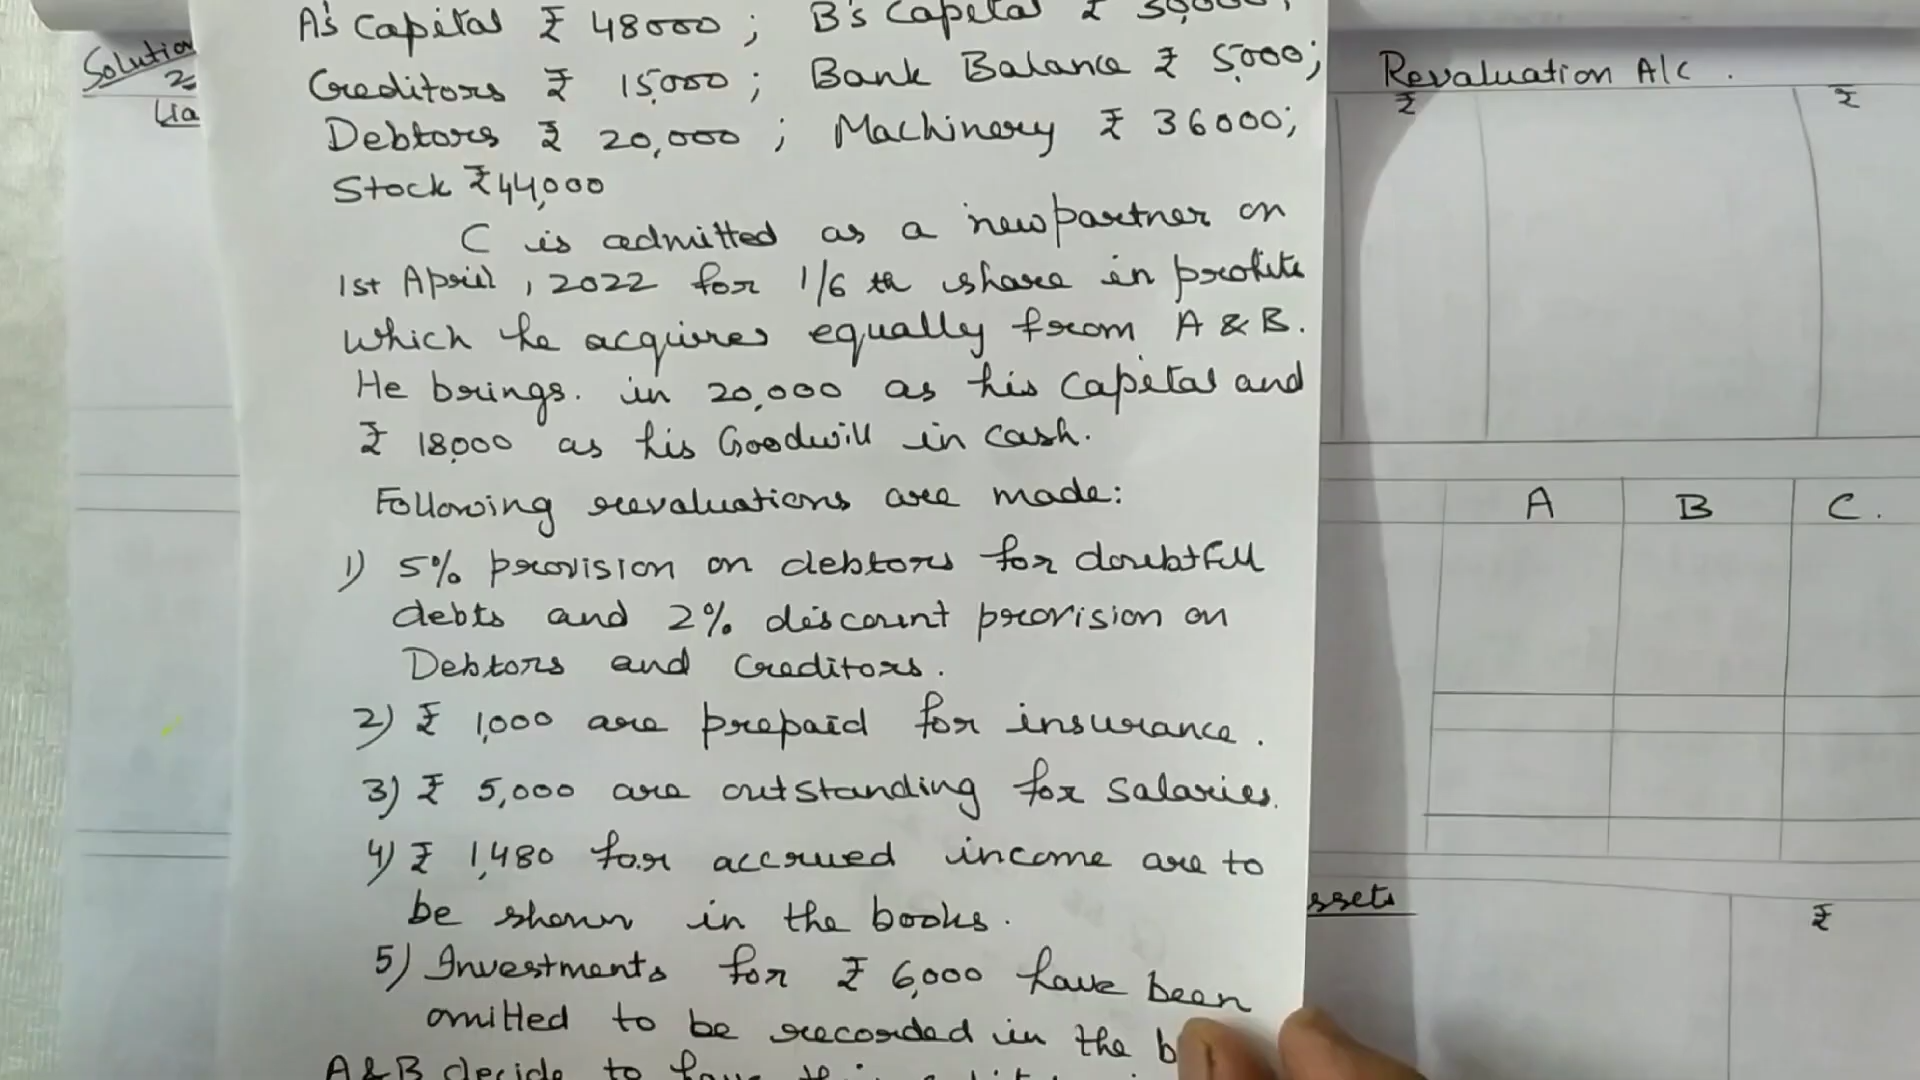 A's Capital ₹ 48000 ; B's Capital ₹
Creditors ₹ 15,000 ; Bank Balance ₹ 5,000;
Debtors ₹ 20,000 ; Machinery ₹ 36000;
Stock ₹44,000
C is admitted as a new partner on
1st April , 2022 for 1/6 th share in profits
which he acquires equally from A & B.
He brings. in 20,000 as his Capital and
₹ 18,000 as his Goodwill in cash.
Following revaluations are made:
1) 5% provision on debtors for doubtful
debts and 2% discount provision on
Debtors and Creditors.
2) ₹ 1,000 are prepaid for insurance.
3) ₹ 5,000 are outstanding for salaries.
4) ₹ 1,480 for accrued income are to
be shown in the books.
5) Investments for ₹ 6,000 have been
omitted to be recorded in the b
A&B decide to
Solution
Lia
Revaluation A/c .
₹ ₹
A B C.
ssets
₹